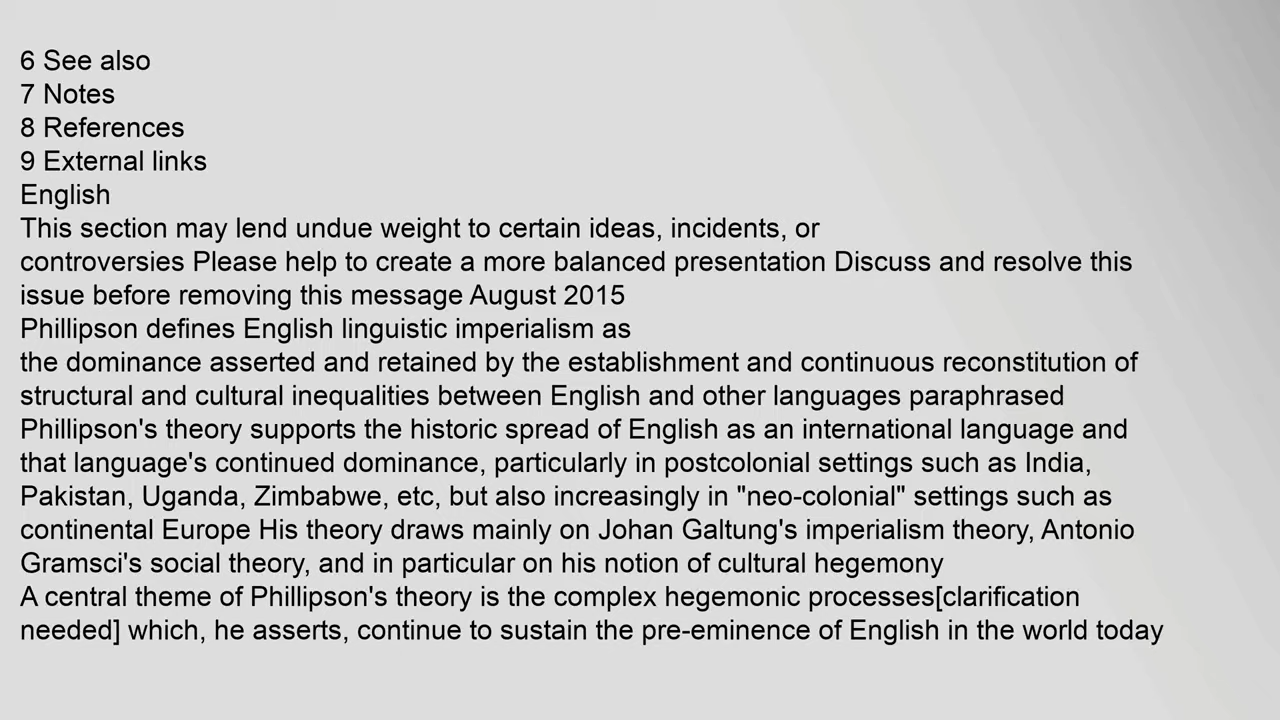 6 See also
7 Notes
8 References
9 External links
English
This section may lend undue weight to certain ideas, incidents, or
controversies Please help to create a more balanced presentation Discuss and resolve this
issue before removing this message August 2015
Phillipson defines English linguistic imperialism as
the dominance asserted and retained by the establishment and continuous reconstitution of
structural and cultural inequalities between English and other languages paraphrased
Phillipson's theory supports the historic spread of English as an international language and
that language's continued dominance, particularly in postcolonial settings such as India,
Pakistan, Uganda, Zimbabwe, etc, but also increasingly in "neo-colonial" settings such as
continental Europe His theory draws mainly on Johan Galtung's imperialism theory, Antonio
Gramsci's social theory, and in particular on his notion of cultural hegemony
A central theme of Phillipson's theory is the complex hegemonic processes[clarification
needed] which, he asserts, continue to sustain the pre-eminence of English in the world today